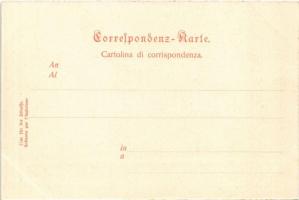 Correspondenz-Karte.
Cartolina di corrispondenza.
An
Al
in
a